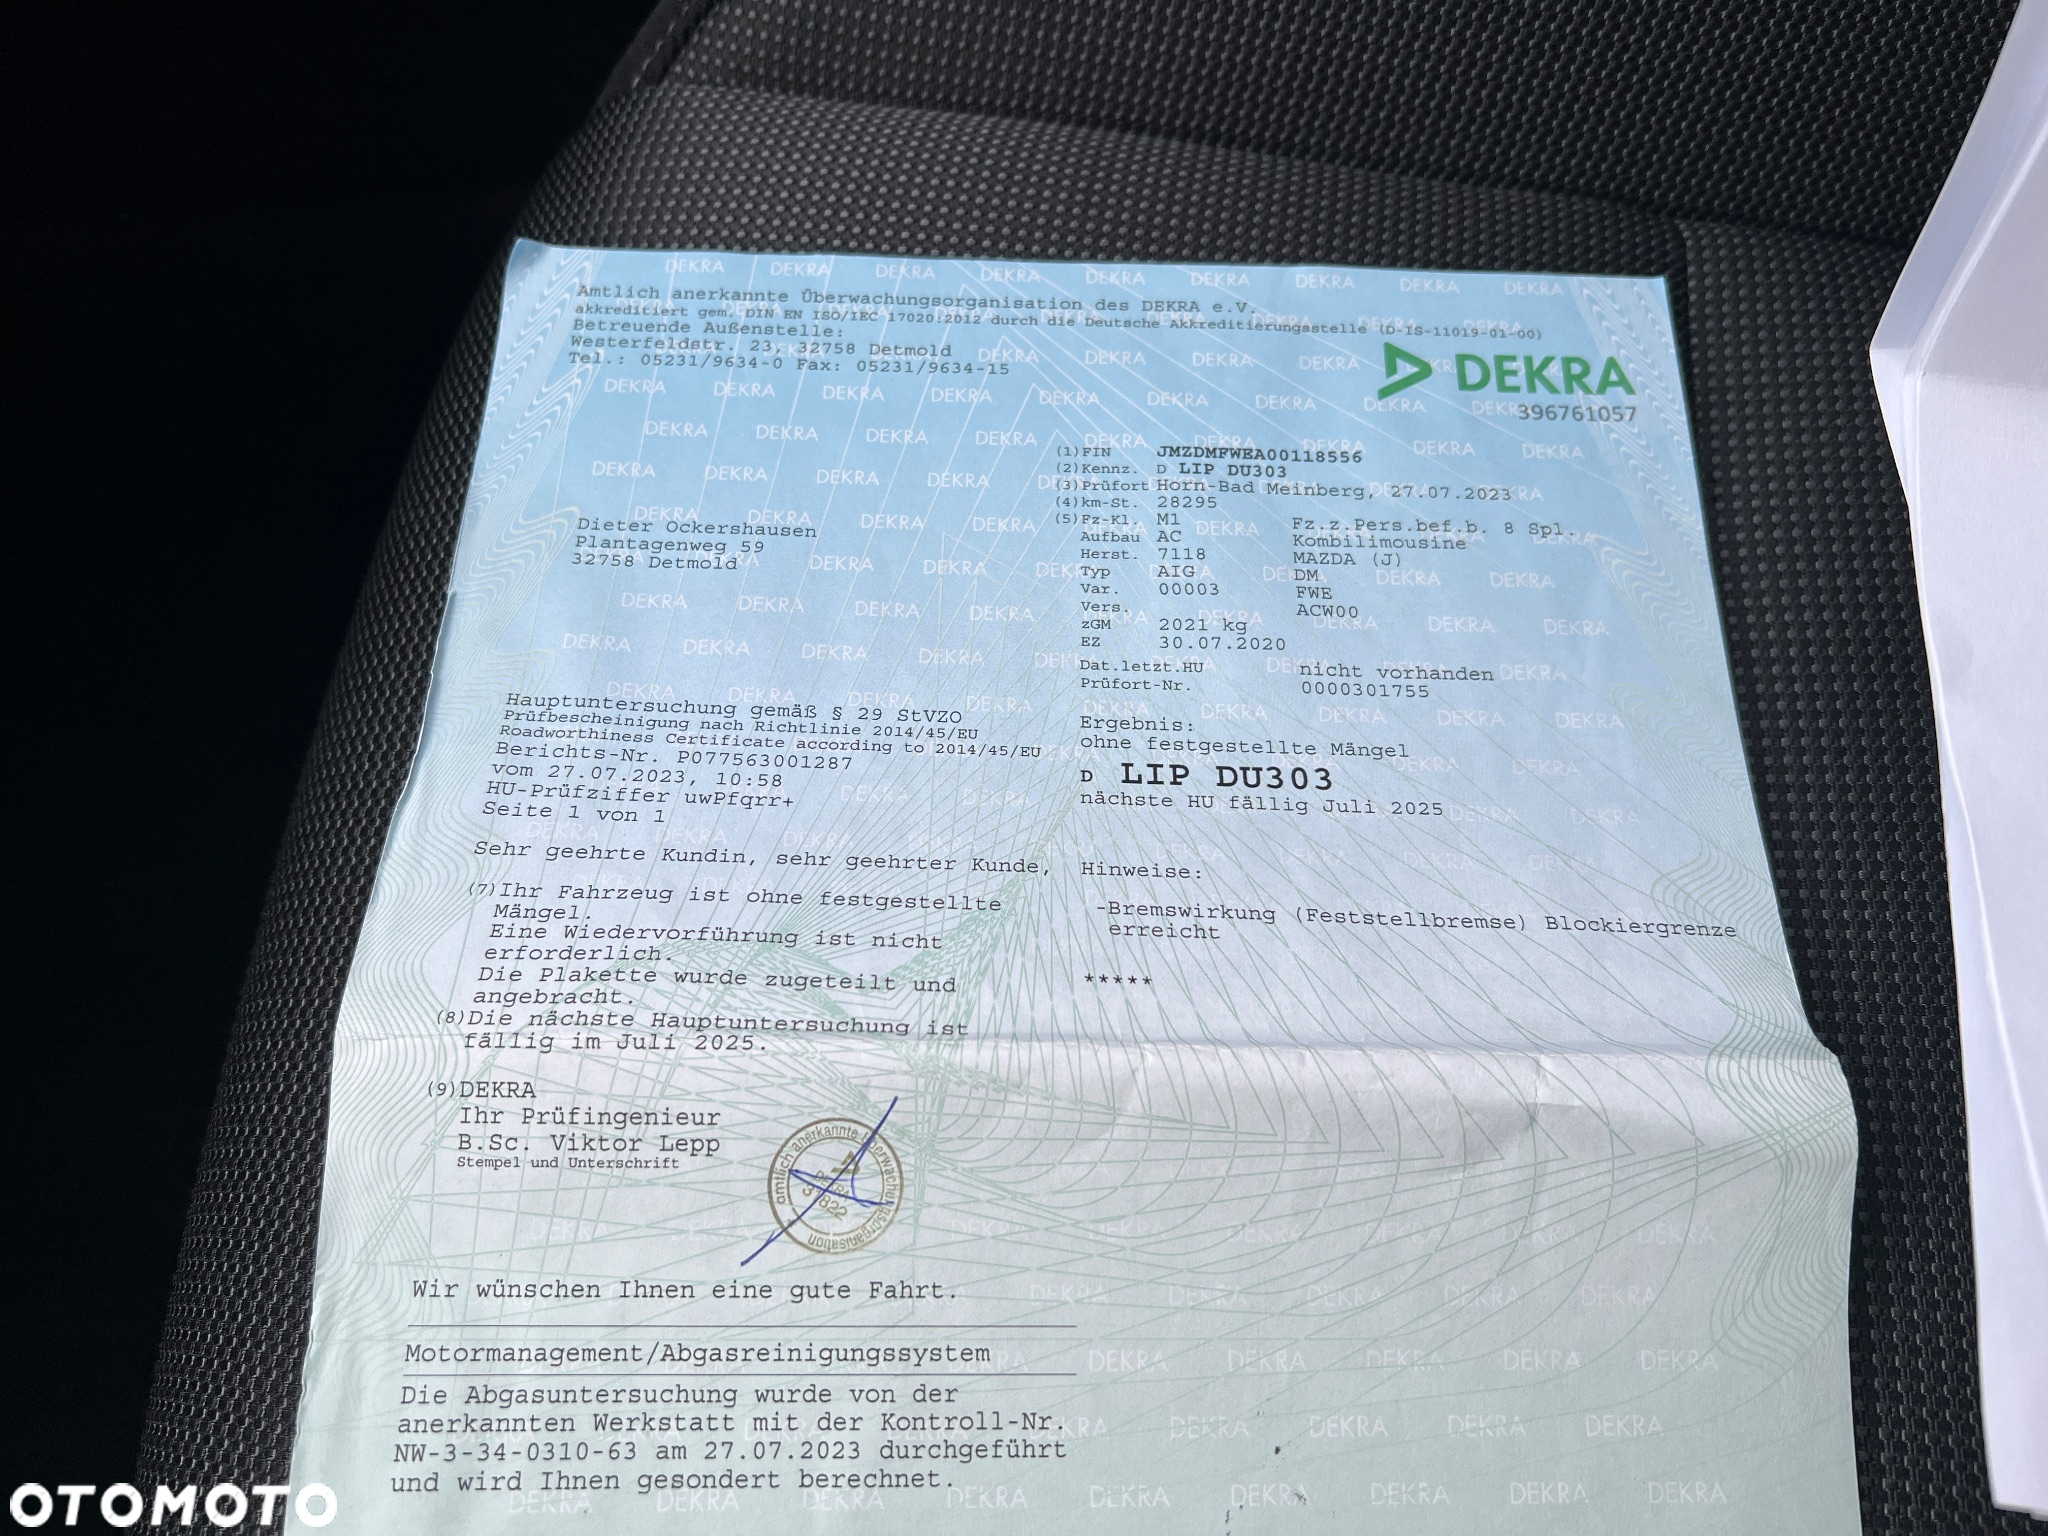 Amtlich anerkannte Überwachungsorganisation des DEKRA e.V.
akkreditiert gem. DIN EN ISO/IEC 17020:2012 durch die Deutsche Akkreditierungsstelle (D-IS-11019-01-00)
Betreuende Außenstelle:
Westerfeldstr. 23, 32758 Detmold
Tel.: 05231/9634-0 Fax: 05231/9634-15
DEKRA
396761057
(1)FIN JMZDMFWEA00118556
(2)Kennz. D LIP DU303
(3)Prüfort Horn-Bad Meinberg, 27.07.2023
(4)km-St. 28295
(5)Fz-Kl. M1 Fz.z.Pers.bef.b. 8 Spl.
Aufbau AC Kombilimousine
Herst. 7118 MAZDA (J)
Typ AIG DM
Var. 00003 FWE
Vers. ACW00
zGM 2021 kg
EZ 30.07.2020
Dat.letzt.HU nicht vorhanden
Prüfort-Nr. 0000301755
Dieter Ockershausen
Plantagenweg 59
32758 Detmold
Hauptuntersuchung gemäß § 29 StVZO
Prüfbescheinigung nach Richtlinie 2014/45/EU
Roadworthiness Certificate according to 2014/45/EU
Berichts-Nr. P077563001287
vom 27.07.2023, 10:58
HU-Prüfziffer uwPfqrr+
Seite 1 von 1
Ergebnis:
ohne festgestellte Mängel
D LIP DU303
nächste HU fällig Juli 2025
Sehr geehrte Kundin, sehr geehrter Kunde,
(7)Ihr Fahrzeug ist ohne festgestellte
Mängel.
Eine Wiedervorführung ist nicht
erforderlich.
Die Plakette wurde zugeteilt und
angebracht.
(8)Die nächste Hauptuntersuchung ist
fällig im Juli 2025.
Hinweise:
-Bremswirkung (Feststellbremse) Blockiergrenze
erreicht
*****
(9)DEKRA
Ihr Prüfingenieur
B.Sc. Viktor Lepp
Stempel und Unterschrift
amtlich anerkannte Überwachungsorganisation
DEKRA
37822
Wir wünschen Ihnen eine gute Fahrt.
Motormanagement/Abgasreinigungssystem
Die Abgasuntersuchung wurde von der
anerkannten Werkstatt mit der Kontroll-Nr.
NW-3-34-0310-63 am 27.07.2023 durchgeführt
und wird Ihnen gesondert berechnet.
OTOMOTO